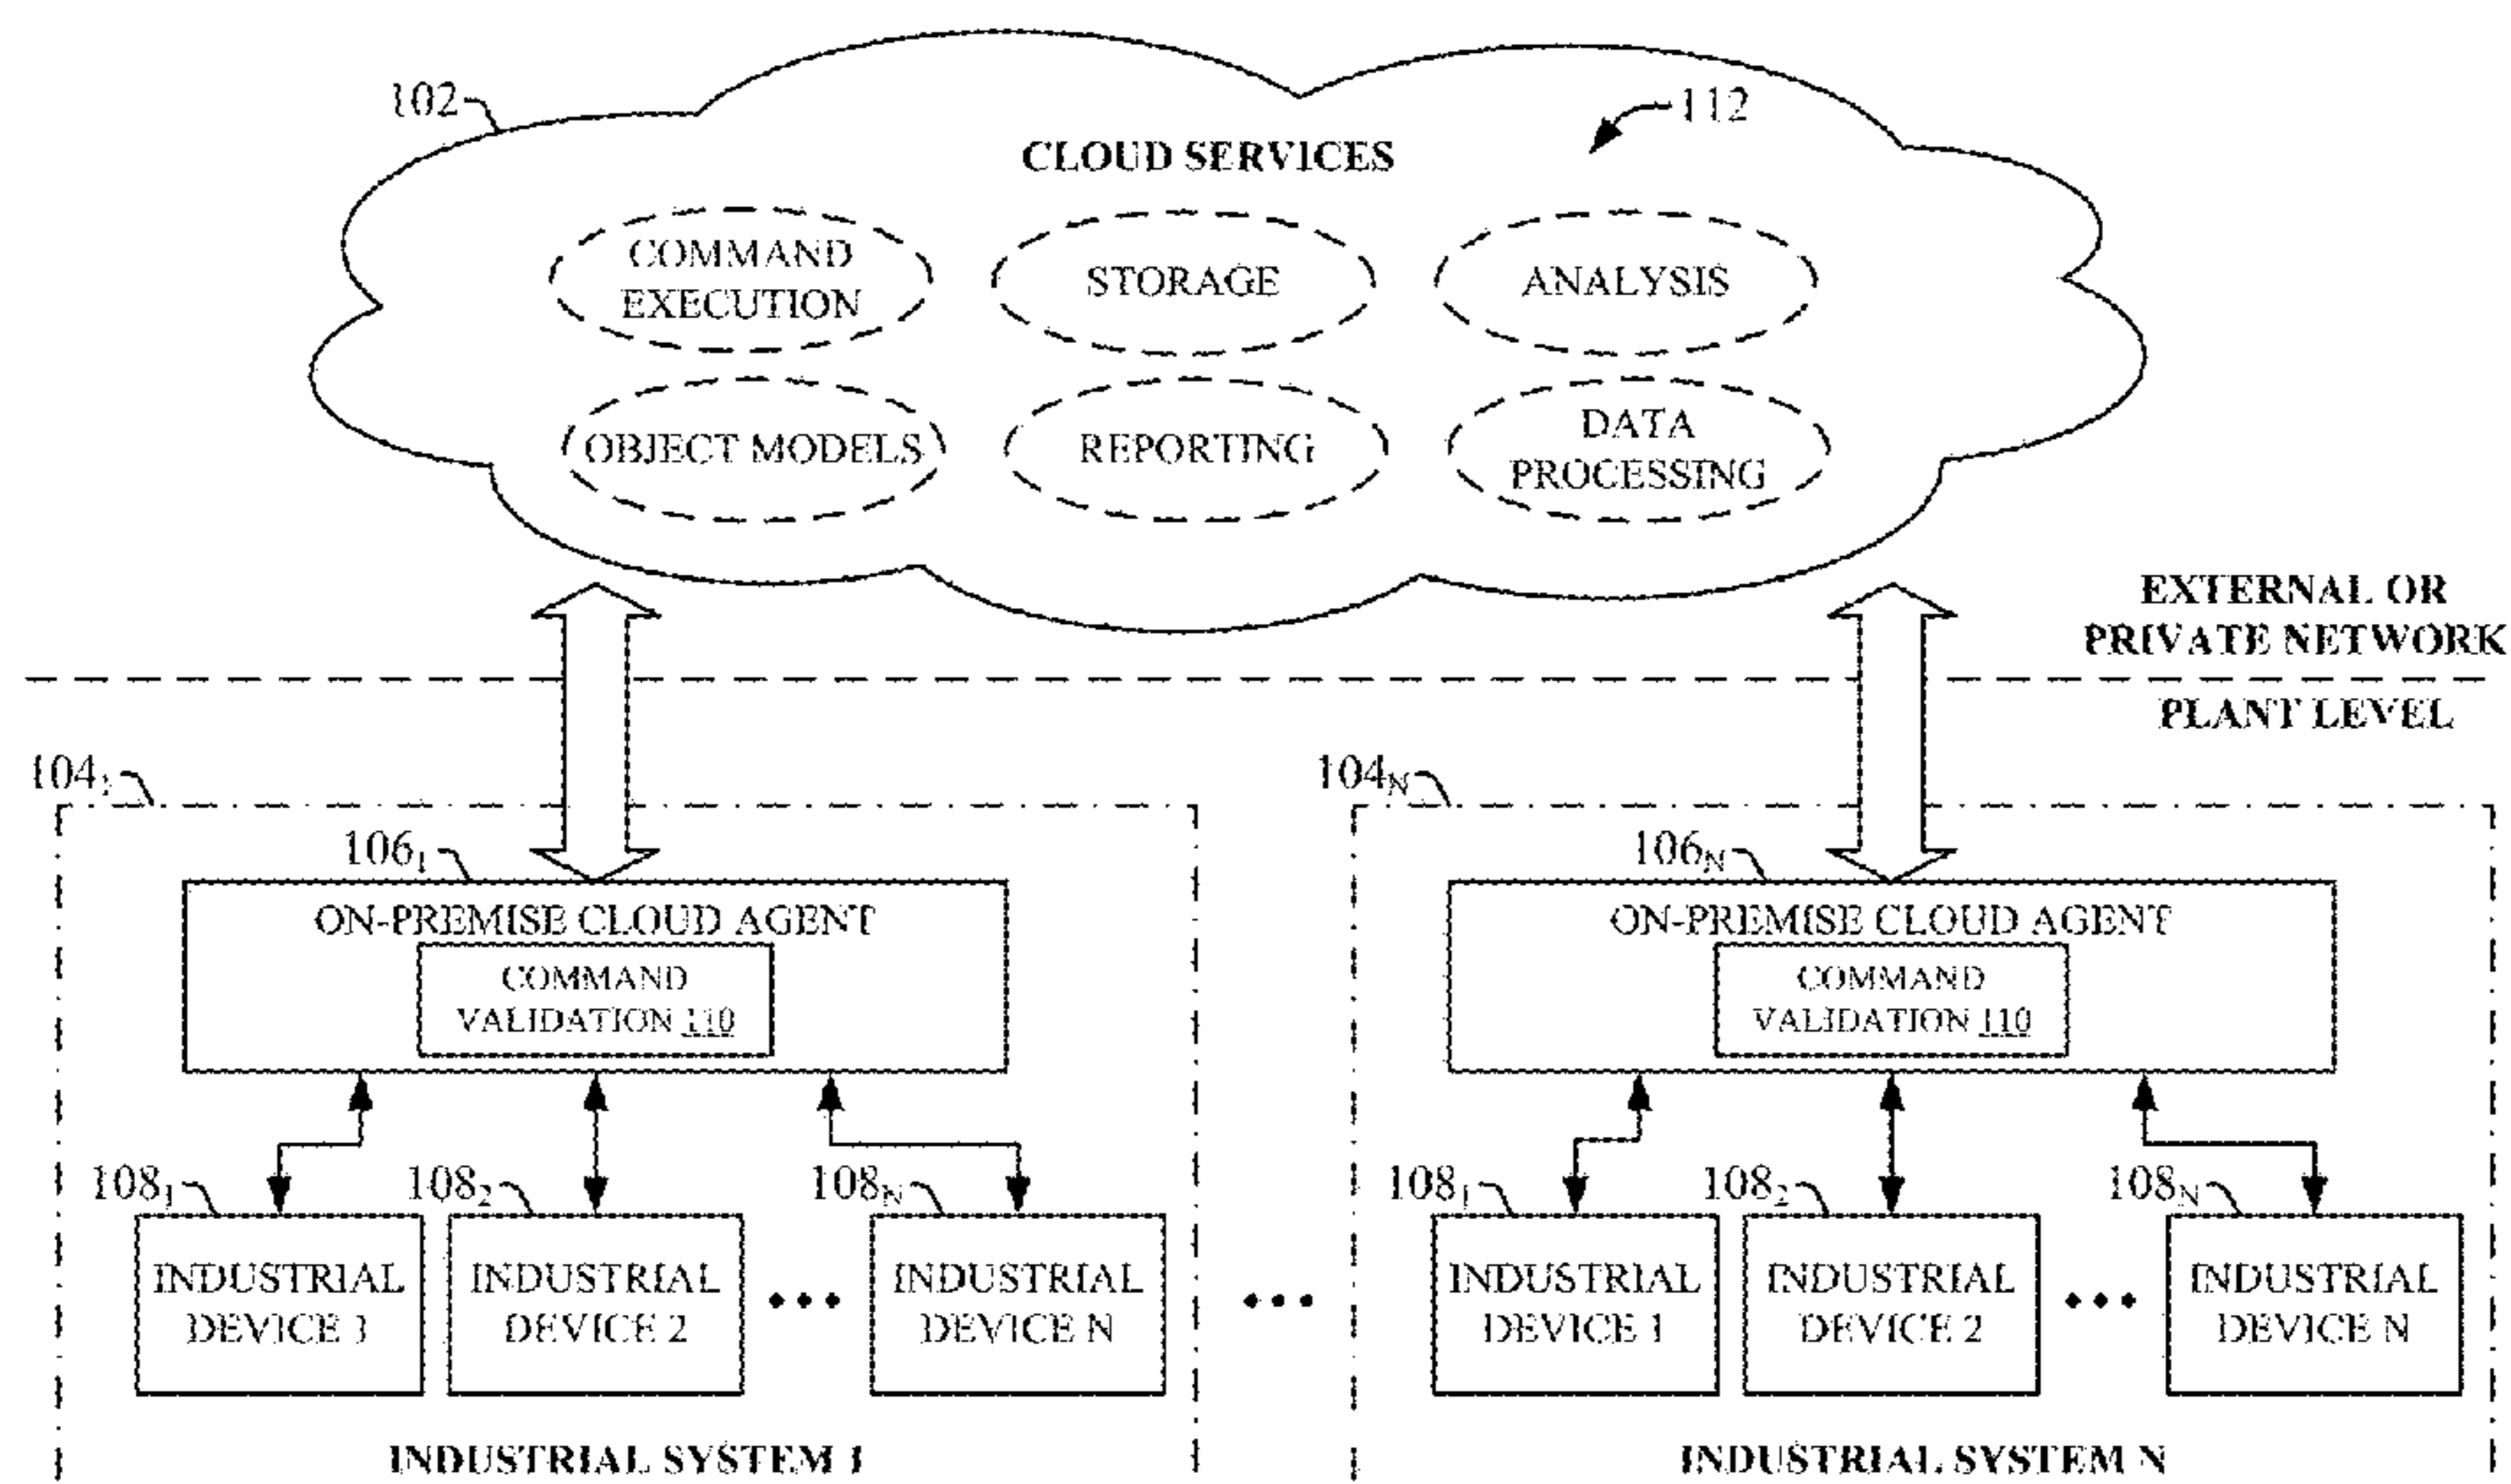 102
112
CLOUD SERVICES
COMMAND
EXECUTION
STORAGE
ANALYSIS
OBJECT MODELS
REPORTING
DATA
PROCESSING
EXTERNAL OR
PRIVATE NETWORK
PLANT LEVEL
104₁
104N
106₁
106N
ON-PREMISE CLOUD AGENT
COMMAND
VALIDATION 110
ON-PREMISE CLOUD AGENT
COMMAND
VALIDATION 110
108₁
108₂
108N
108₁
108₂
108N
INDUSTRIAL
DEVICE 1
INDUSTRIAL
DEVICE 2
•••
INDUSTRIAL
DEVICE N
•••
INDUSTRIAL
DEVICE 1
INDUSTRIAL
DEVICE 2
•••
INDUSTRIAL
DEVICE N
INDUSTRIAL SYSTEM 1
INDUSTRIAL SYSTEM N